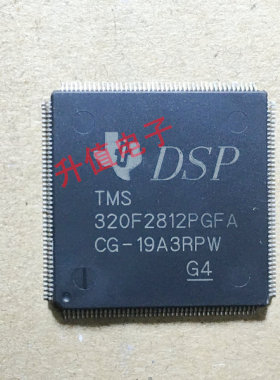 DSP
升值电子
TMS
320F2812PGFA
CG-19A3RPW
G4